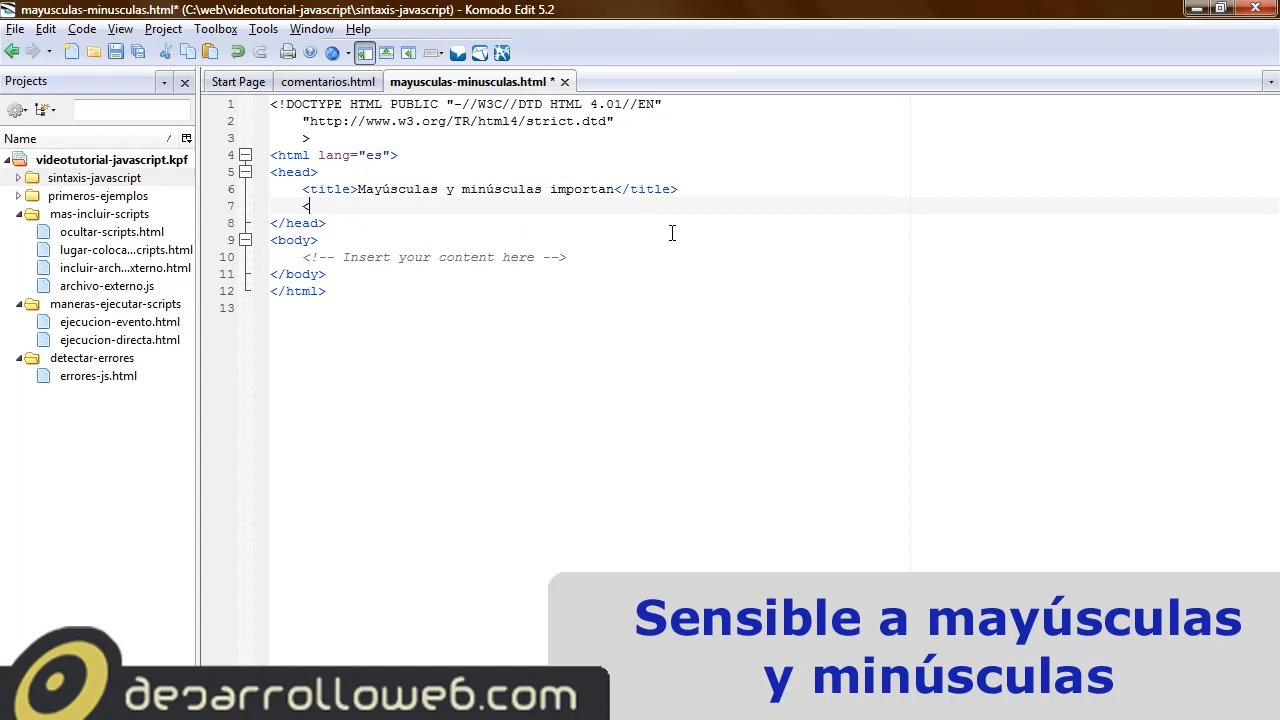 mayusculas-minusculas.html* (C:\web\videotutorial-javascript\sintaxis-javascript) - Komodo Edit 5.2
File Edit Code View Project Toolbox Tools Window Help
Projects
Start Page comentarios.html mayusculas-minusculas.html *
Name
videotutorial-javascript.kpf
sintaxis-javascript
primeros-ejemplos
mas-incluir-scripts
ocultar-scripts.html
lugar-coloca...cripts.html
incluir-arch...xterno.html
archivo-externo.js
maneras-ejecutar-scripts
ejecucion-evento.html
ejecucion-directa.html
detectar-errores
errores-js.html
1 <!DOCTYPE HTML PUBLIC "-//W3C//DTD HTML 4.01//EN"
2 "http://www.w3.org/TR/html4/strict.dtd"
3 >
4 <html lang="es">
5 <head>
6 <title>Mayúsculas y minúsculas importan</title>
7 <
8 </head>
9 <body>
10 <!-- Insert your content here -->
11 </body>
12 </html>
13
Sensible a mayúsculas
y minúsculas
desarrolloweb.com